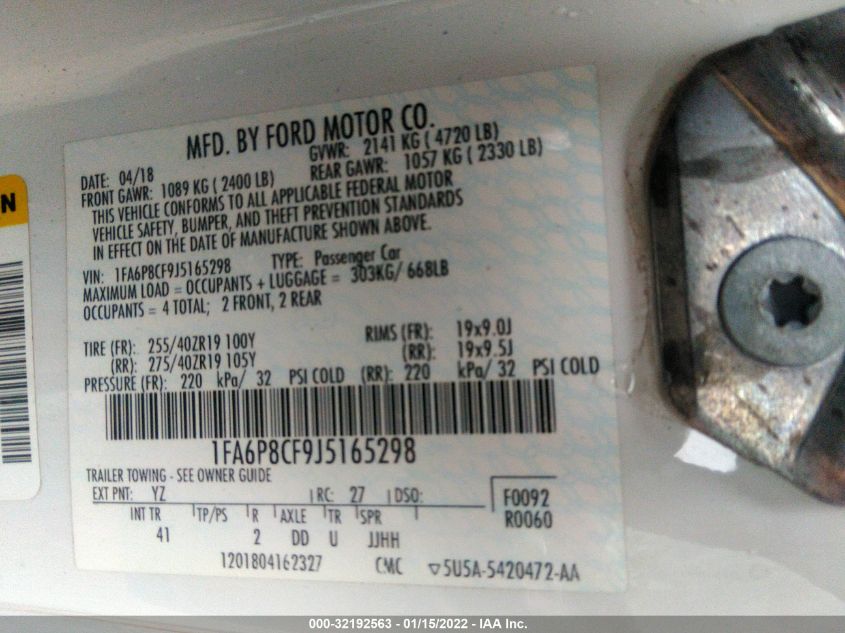 MFD. BY FORD MOTOR CO.
DATE: 04/18 GVWR: 2141 KG ( 4720 LB)
FRONT GAWR: 1089 KG ( 2400 LB) REAR GAWR: 1057 KG ( 2330 LB)
THIS VEHICLE CONFORMS TO ALL APPLICABLE FEDERAL MOTOR
VEHICLE SAFETY, BUMPER, AND THEFT PREVENTION STANDARDS
IN EFFECT ON THE DATE OF MANUFACTURE SHOWN ABOVE.
VIN: 1FA6P8CF9J5165298 TYPE: Passenger Car
MAXIMUM LOAD = OCCUPANTS + LUGGAGE = 303KG/ 668LB
OCCUPANTS = 4 TOTAL; 2 FRONT, 2 REAR
TIRE (FR): 255/40ZR19 100Y RIMS (FR): 19x9.0J
(RR): 275/40ZR19 105Y (RR): 19x9.5J
PRESSURE (FR): 220 kPa/ 32 PSI COLD (RR): 220 kPa/ 32 PSI COLD
1FA6P8CF9J5165298
TRAILER TOWING - SEE OWNER GUIDE
EXT PNT: YZ RC: 27 DSO: F0092
INT TR TP/PS R AXLE TR SPR R0060
41 2 DD U JJHH
1201804162327 CMC ▽5U5A-5420472-AA
N
000-32192563 - 01/15/2022 - IAA Inc.